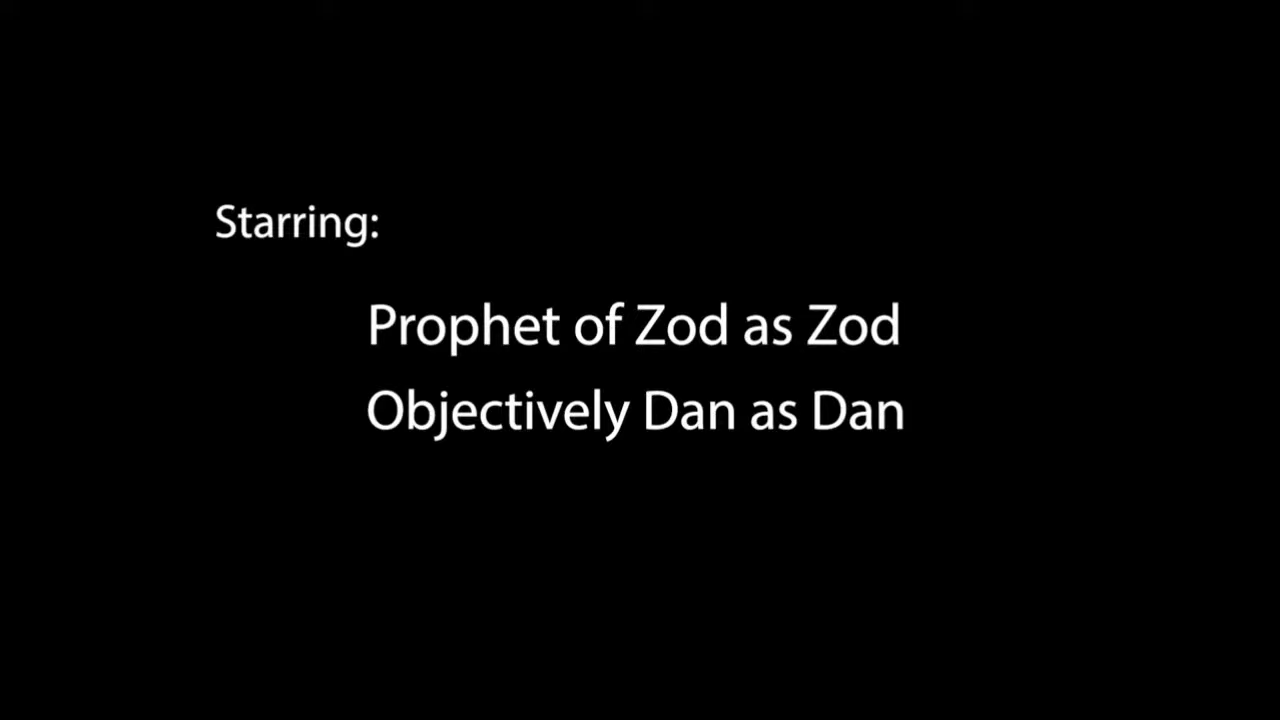 Starring:
Prophet of Zod as Zod
Objectively Dan as Dan